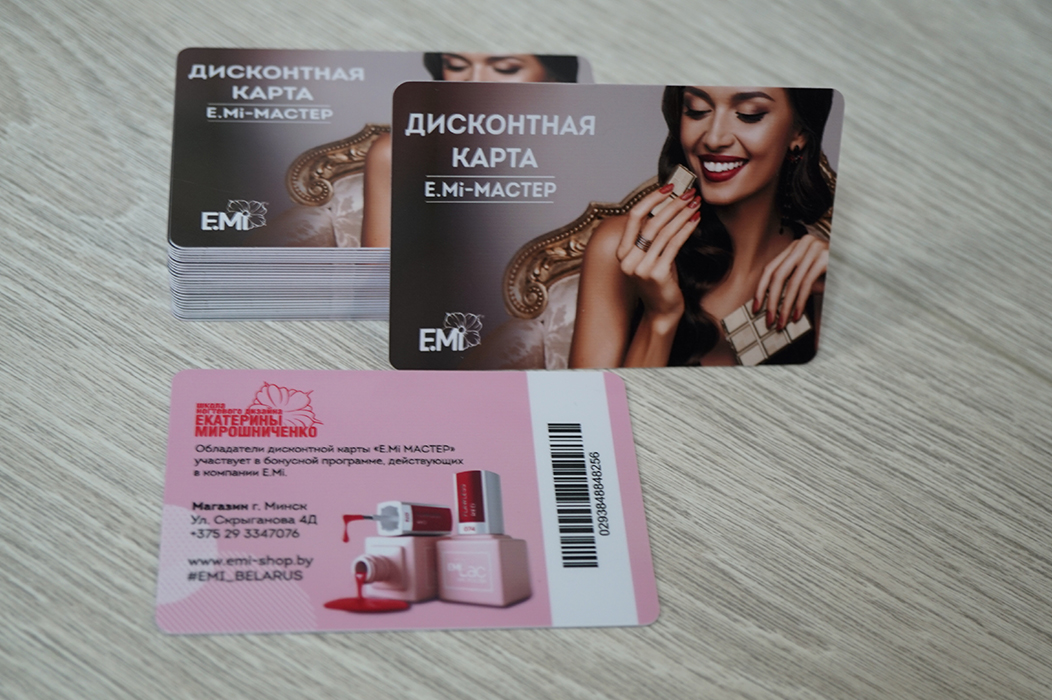 ДИСКОНТНАЯ
КАРТА
E.Mi-МАСТЕР
E.Mi
ДИСКОНТНАЯ
КАРТА
E.Mi-МАСТЕР
E.Mi
школа
ногтевого дизайна
ЕКАТЕРИНЫ
МИРОШНИЧЕНКО
Обладатели дисконтной карты «E.Mi МАСТЕР»
участвует в бонусной программе, действующих
в компании E.Mi.
Магазин г. Минск
Ул. Скрыганова 4Д
+375 29 3347076
www.emi-shop.by
#EMI_BELARUS
Lac
0293848848256